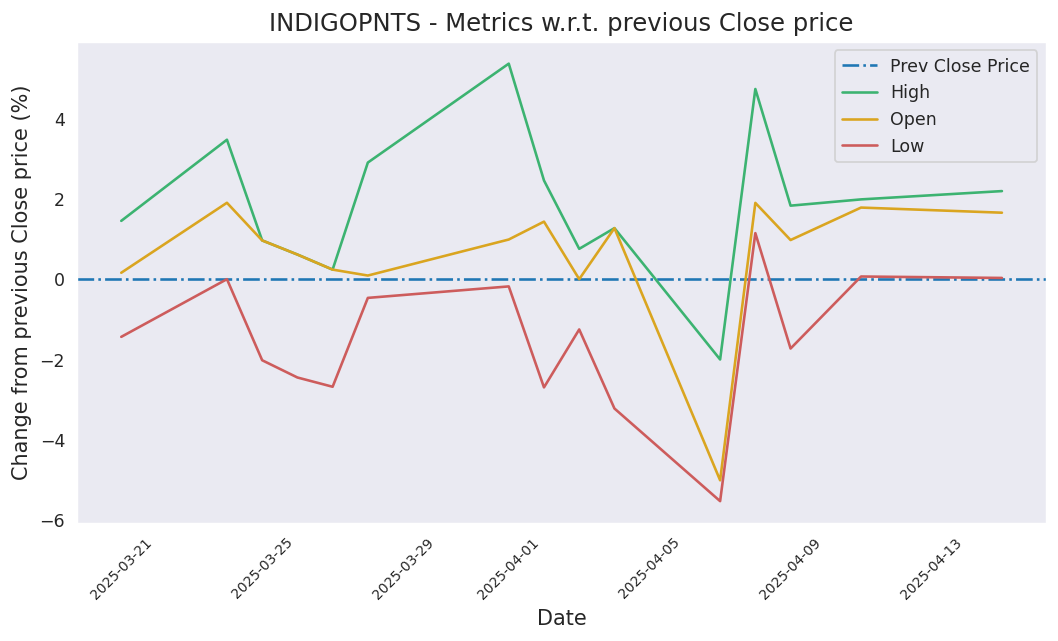 INDIGOPNTS - Metrics w.r.t. previous Close price
Prev Close Price
High
Open
Low
Change from previous Close price (%)
4
2
0
−2
−4
−6
2025-03-21
2025-03-25
2025-03-29
2025-04-01
2025-04-05
2025-04-09
2025-04-13
Date